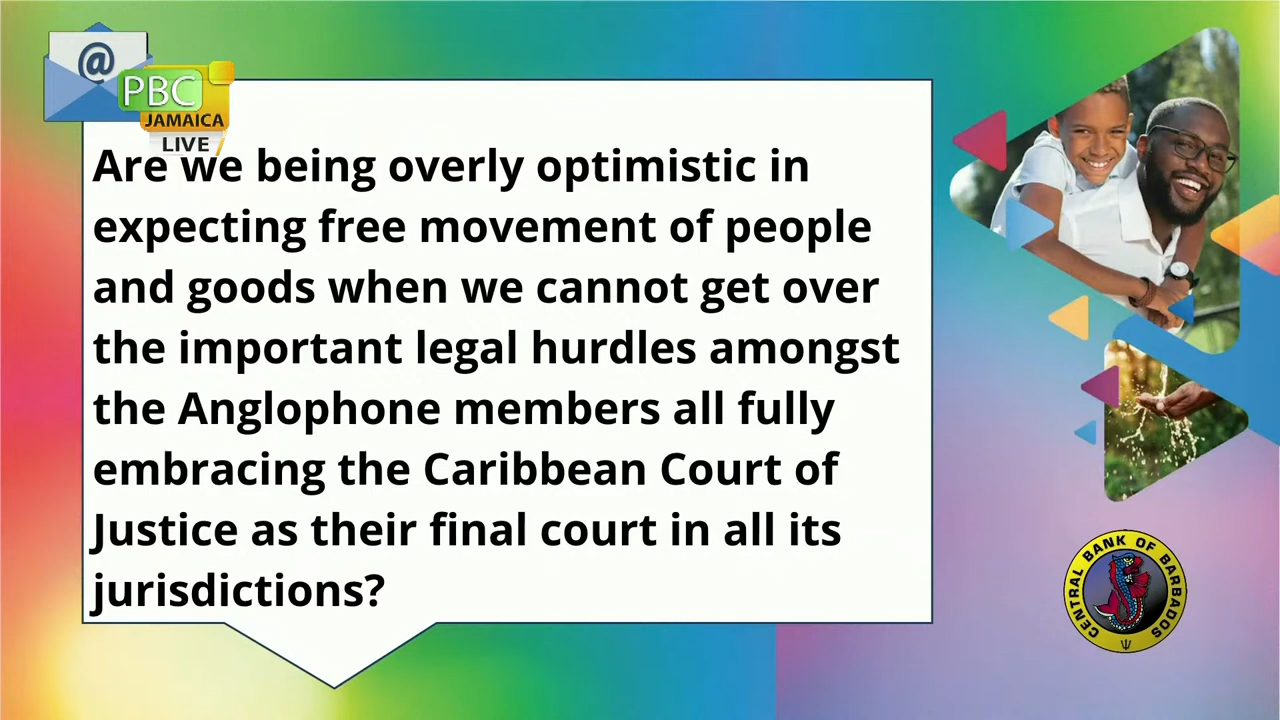 @
PBC
JAMAICA
LIVE
Are we being overly optimistic in
expecting free movement of people
and goods when we cannot get over
the important legal hurdles amongst
the Anglophone members all fully
embracing the Caribbean Court of
Justice as their final court in all its
jurisdictions?
CENTRAL BANK OF BARBADOS